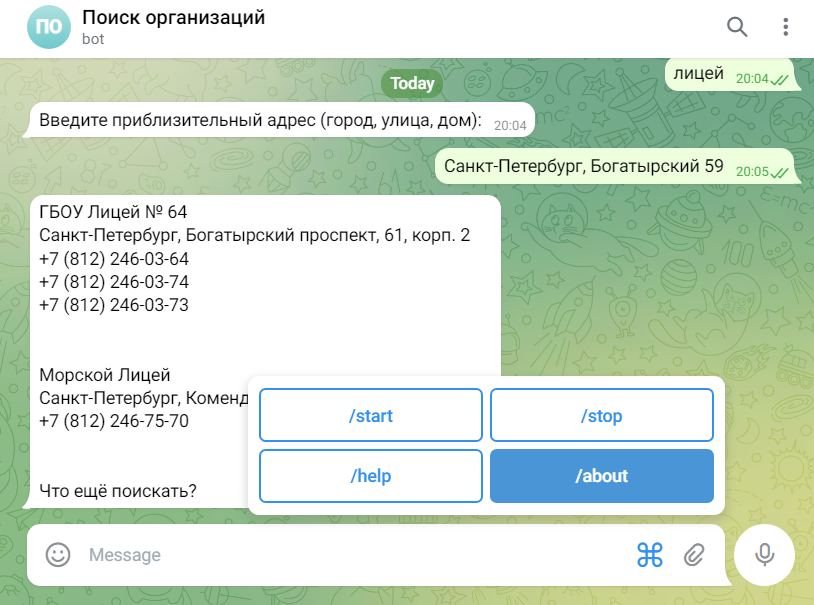 ПО
Поиск организаций
bot
лицей 20:04
Today
Введите приблизительный адрес (город, улица, дом): 20:04
Санкт-Петербург, Богатырский 59 20:05
ГБОУ Лицей № 64
Санкт-Петербург, Богатырский проспект, 61, корп. 2
+7 (812) 246-03-64
+7 (812) 246-03-74
+7 (812) 246-03-73
Морской Лицей
Санкт-Петербург, Коменд
+7 (812) 246-75-70
Что ещё поискать?
/start
/stop
/help
/about
Message